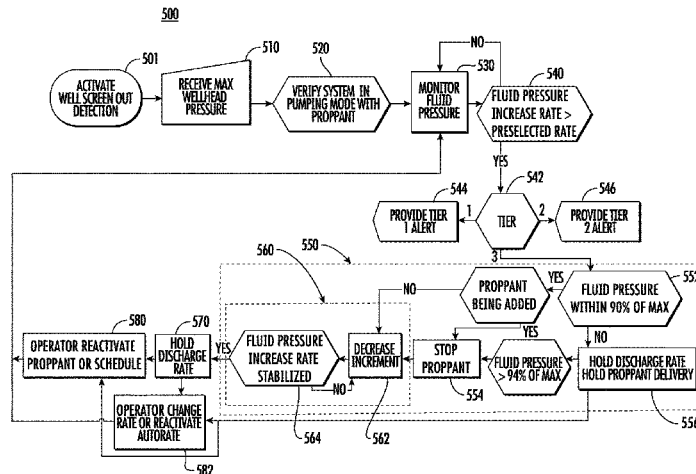 500
501
ACTIVATE
WELL SCREEN OUT
DETECTION
510
RECEIVE MAX
WELLHEAD
PRESSURE
520
VERIFY SYSTEM IN
PUMPING MODE WITH
PROPPANT
NO
530
MONITOR
FLUID
PRESSURE
540
FLUID PRESSURE
INCREASE RATE >
PRESELECTED RATE
YES
544
PROVIDE TIER
1 ALERT
542
1
TIER
2
3
546
PROVIDE TIER
2 ALERT
550
560
552
FLUID PRESSURE
WITHIN 90% OF MAX
YES
PROPPANT
BEING ADDED
NO
YES
NO
580
OPERATOR REACTIVATE
PROPPANT OR SCHEDULE
570
HOLD
DISCHARGE
RATE
YES
FLUID PRESSURE
INCREASE RATE
STABILIZED
NO
564
DECREASE
INCREMENT
562
STOP
PROPPANT
554
FLUID PRESSURE
> 94% OF MAX
HOLD DISCHARGE RATE
HOLD PROPPANT DELIVERY
556
OPERATOR CHANGE
RATE OR REACTIVATE
AUTORATE
582